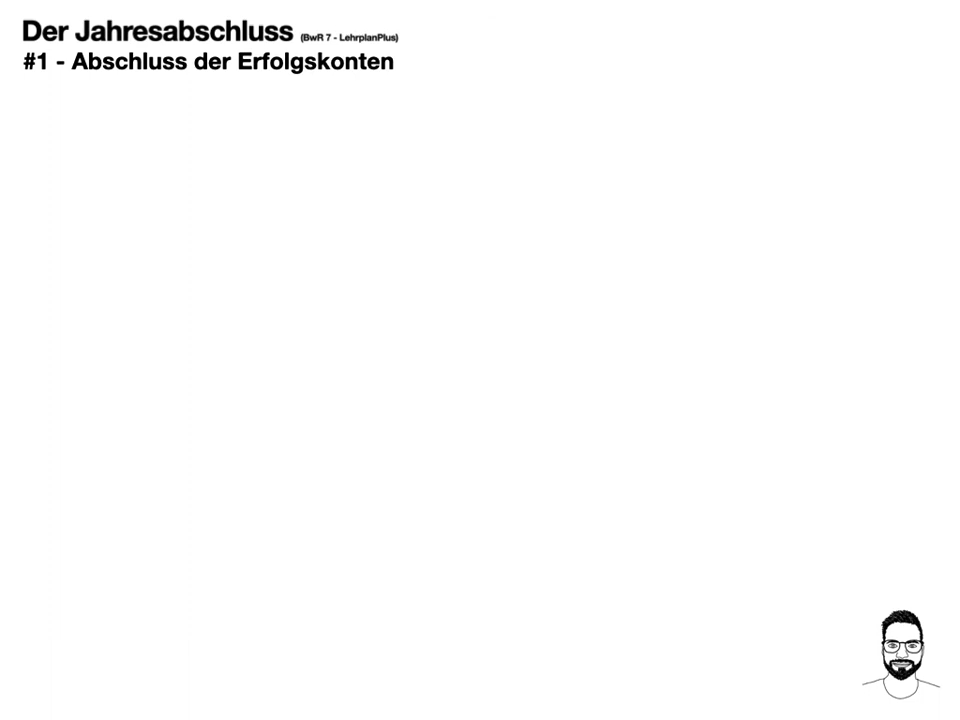 Der Jahresabschluss (BwR 7 - LehrplanPlus)
#1 - Abschluss der Erfolgskonten